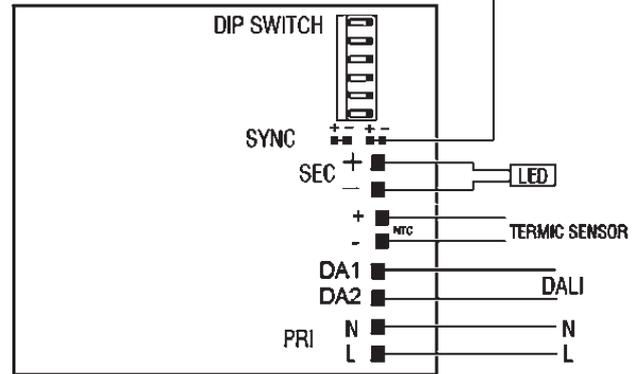 DIP SWITCH
+ - + -
SYNC
SEC + LED
-
+ NTC TERMIC SENSOR
-
DA1
DA2 DALI
PRI N N
L L